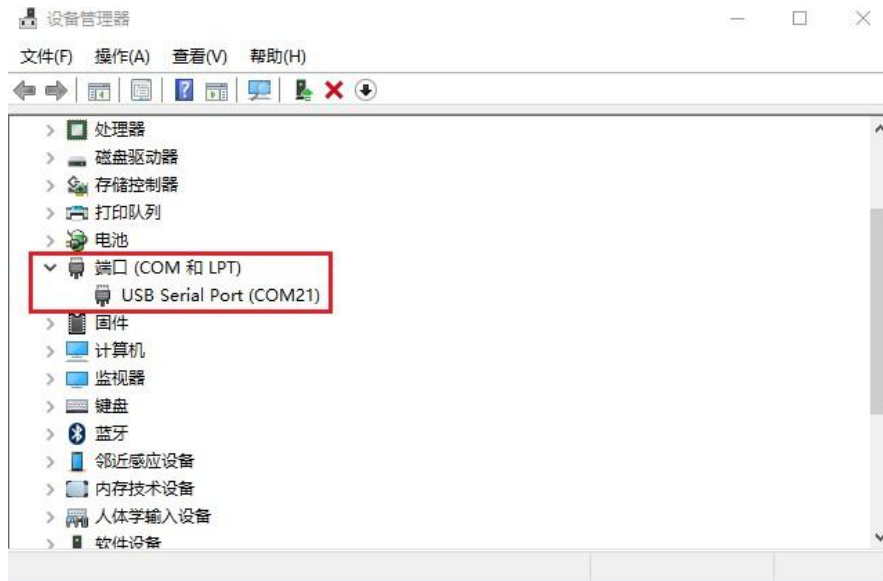 设备管理器
文件(F) 操作(A) 查看(V) 帮助(H)
处理器
磁盘驱动器
存储控制器
打印队列
电池
端口 (COM 和 LPT)
USB Serial Port (COM21)
固件
计算机
监视器
键盘
蓝牙
邻近感应设备
内存技术设备
人体学输入设备
软件设备